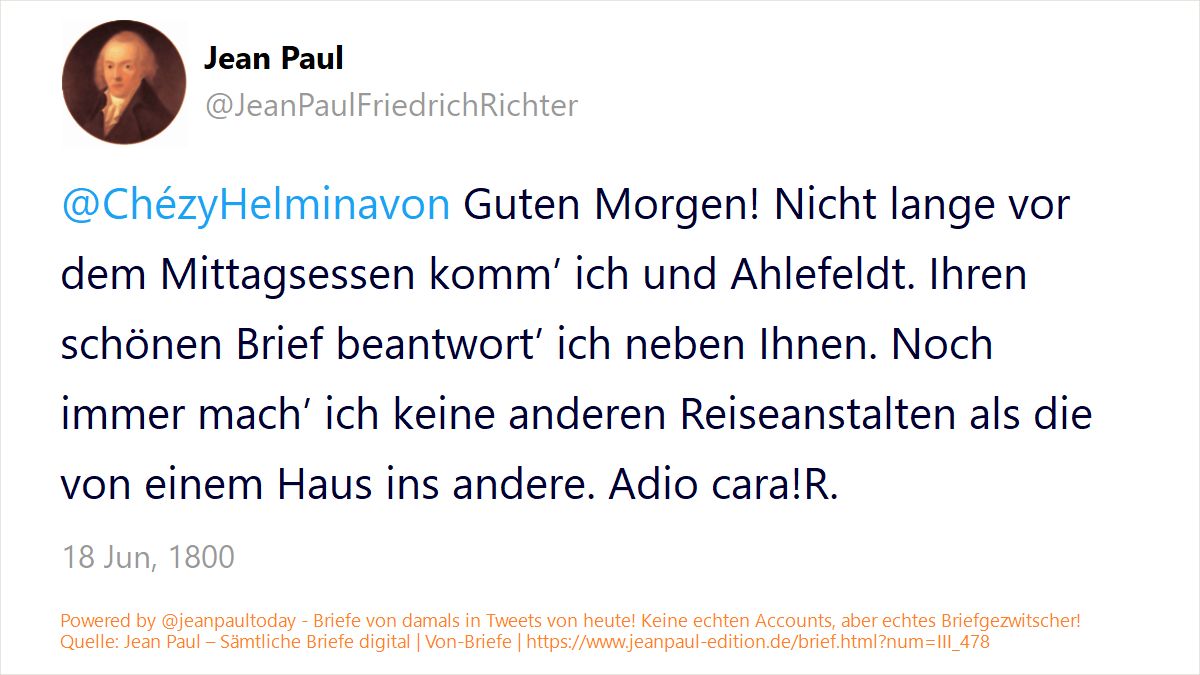 Jean Paul
@JeanPaulFriedrichRichter
@ChézyHelminavon Guten Morgen! Nicht lange vor
dem Mittagsessen komm’ ich und Ahlefeldt. Ihren
schönen Brief beantwort’ ich neben Ihnen. Noch
immer mach’ ich keine anderen Reiseanstalten als die
von einem Haus ins andere. Adio cara!R.
18 Jun, 1800
Powered by @jeanpaultoday - Briefe von damals in Tweets von heute! Keine echten Accounts, aber echtes Briefgezwitscher!
Quelle: Jean Paul – Sämtliche Briefe digital | Von-Briefe | https://www.jeanpaul-edition.de/brief.html?num=III_478